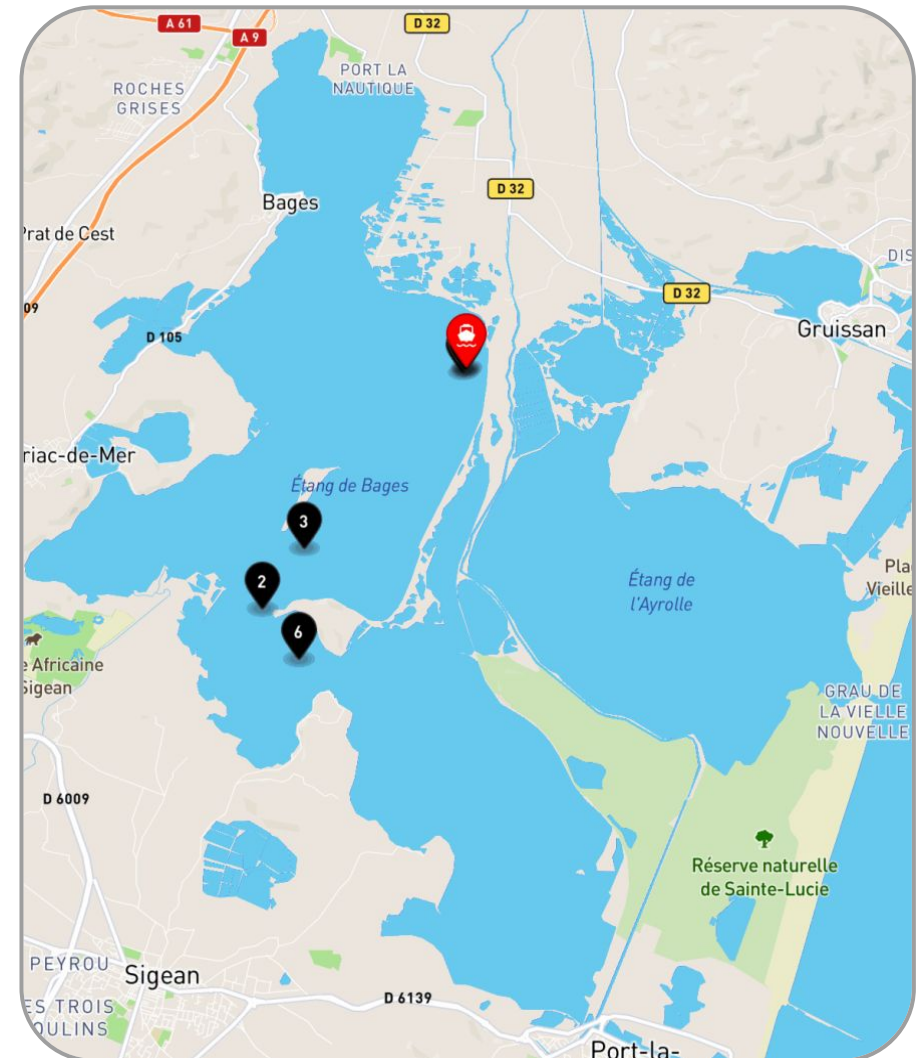 A 61
A 9
D 32
PORT LA
NAUTIQUE
ROCHES
GRISES
D 32
Bages
Prat de Cest
DIS
D 32
09
D 105
Gruissan
riac-de-Mer
Étang de Bages
3
2
6
Étang de
l'Ayrolle
Pla
Vieille
e Africaine
Sigean
GRAU DE
LA VIELLE
NOUVELLE
D 6009
Réserve naturelle
de Sainte-Lucie
PEYROU
Sigean
D 6139
ES TROIS
OULINS
Port-la-